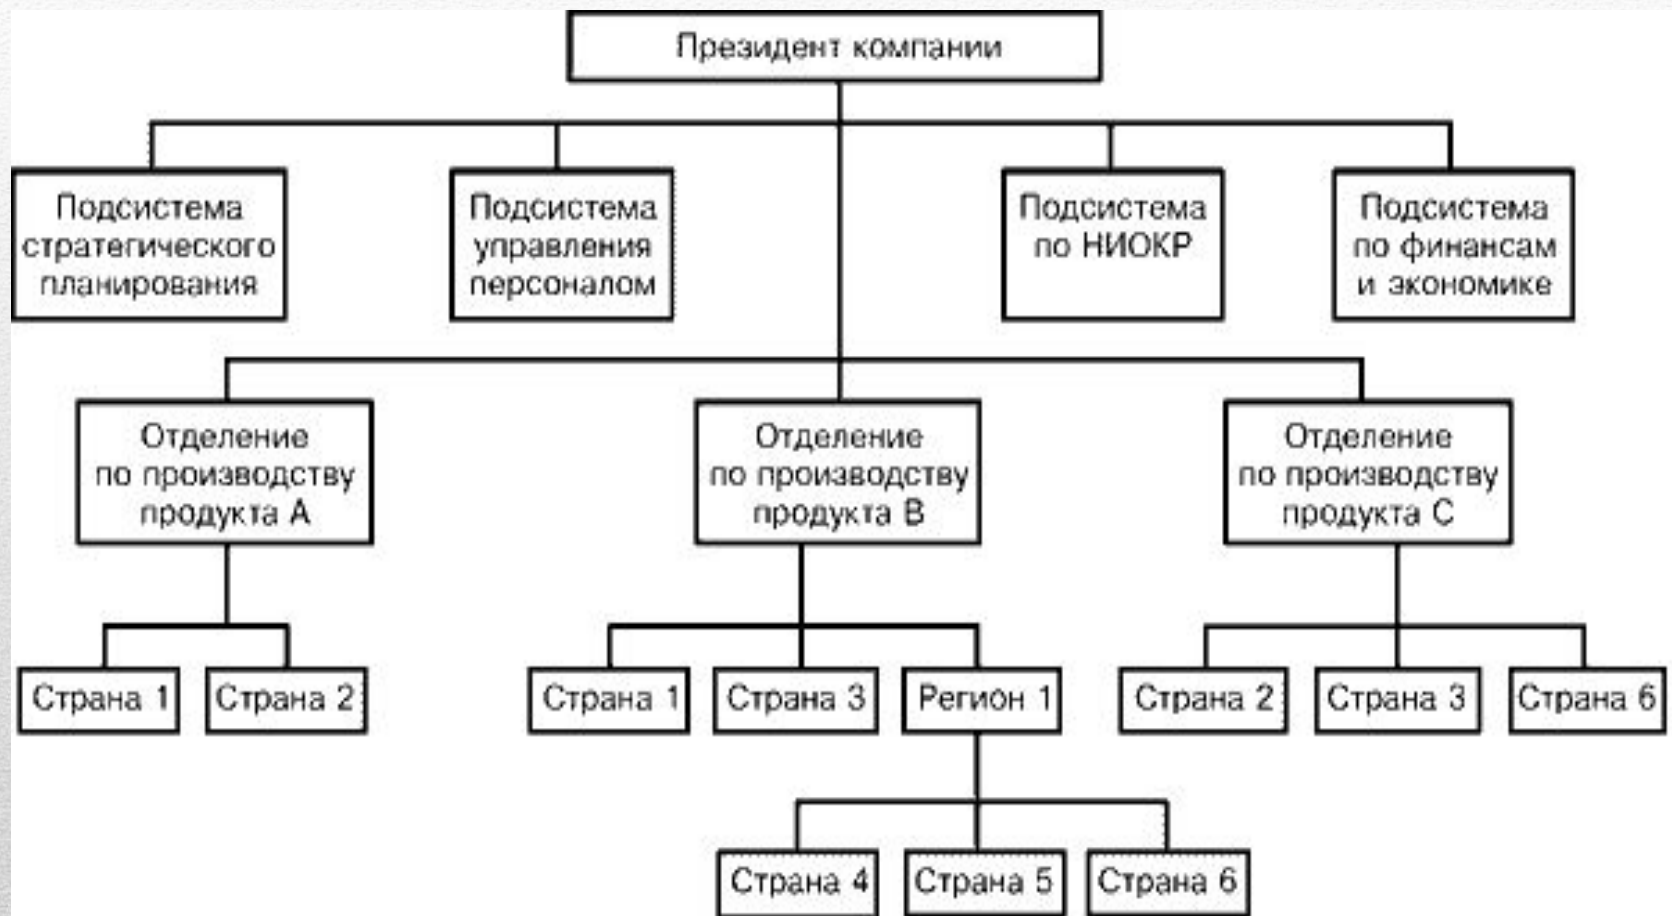 Президент компании
Подсистема
стратегического
планирования
Подсистема
управления
персоналом
Подсистема
по НИОКР
Подсистема
по финансам
и экономике
Отделение
по производству
продукта А
Отделение
по производству
продукта В
Отделение
по производству
продукта С
Страна 1
Страна 2
Страна 1
Страна 3
Регион 1
Страна 2
Страна 3
Страна 6
Страна 4
Страна 5
Страна 6